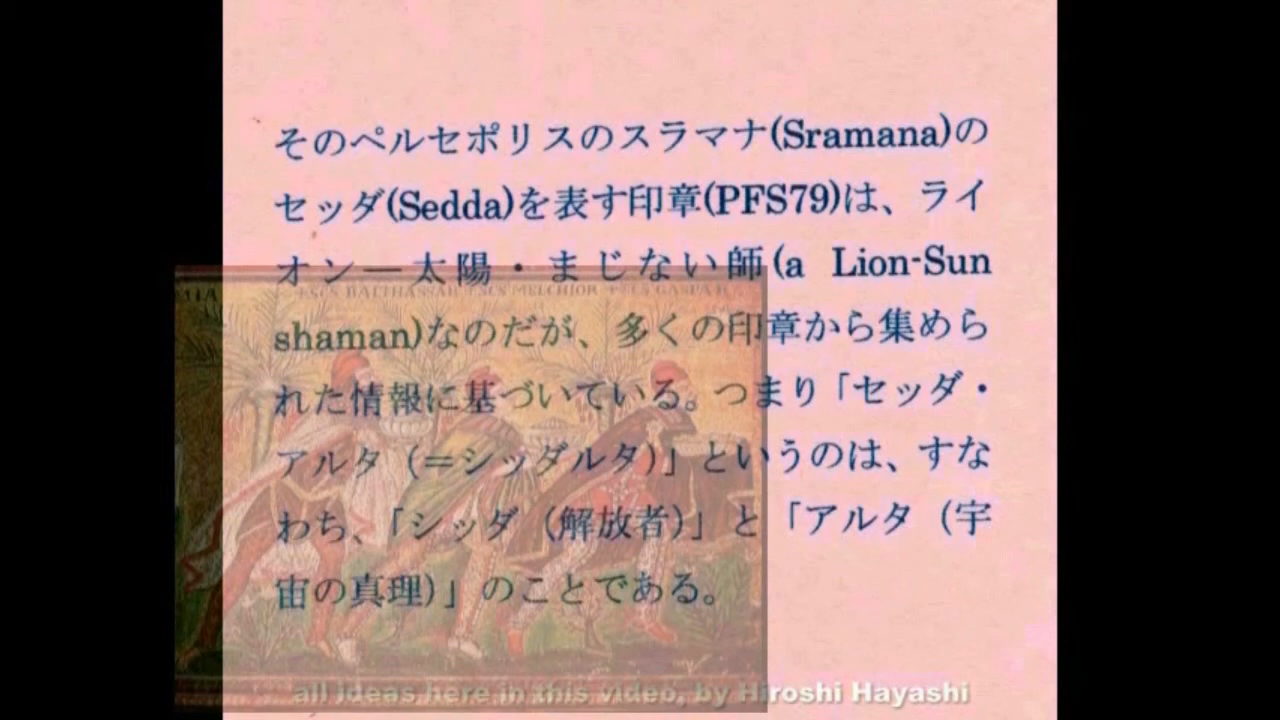 そのペルセポリスのスラマナ(Sramana)の
セッダ(Sedda)を表す印章(PFS79)は、ライ
オン―太陽・まじない師(a Lion-Sun
shaman)なのだが、多くの印章から集めら
れた情報に基づいている。つまり「セッダ・
アルタ（=シッダルタ）」というのは、すな
わち、「シッダ（解放者）」と「アルタ（宇
宙の真理）」のことである。
BALTHASSAR MELCHIOR GASPAR
all ideas here in this video, by Hiroshi Hayashi